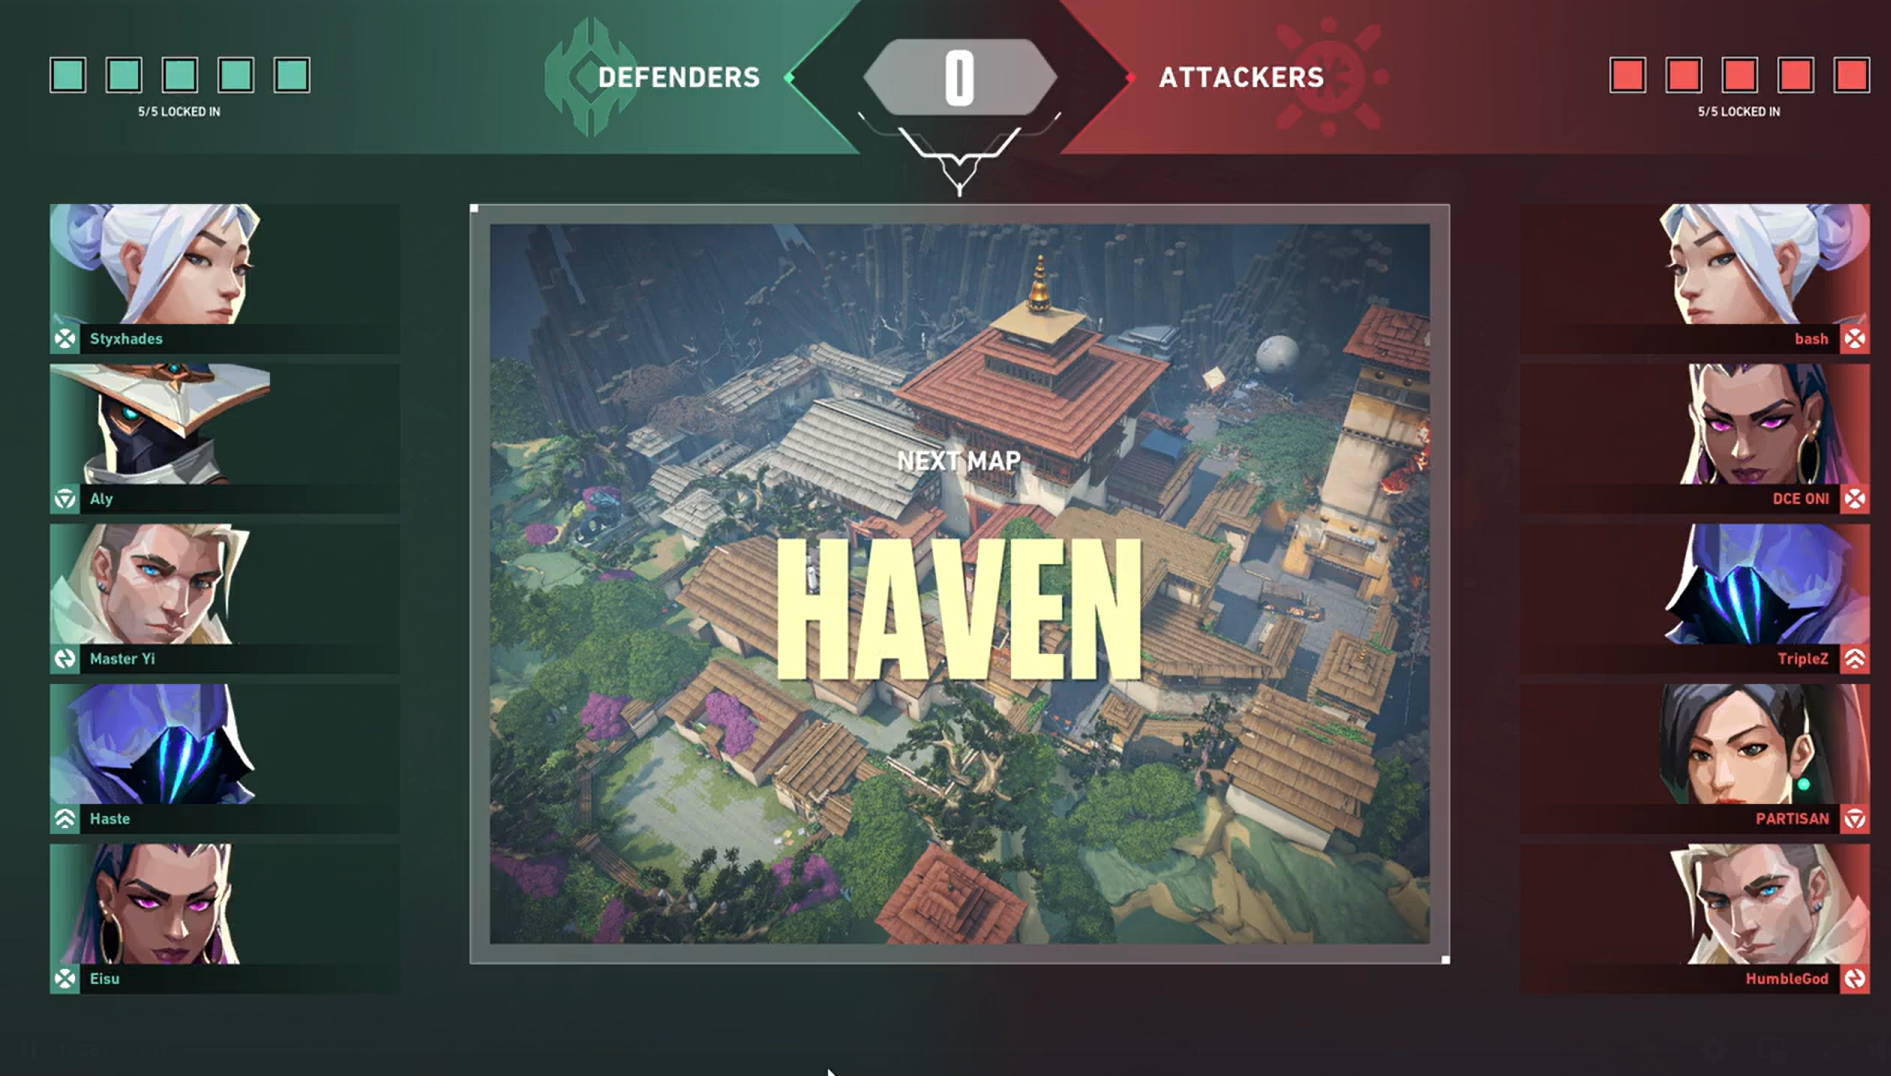 DEFENDERS
0
ATTACKERS
5/5 LOCKED IN
5/5 LOCKED IN
Styxhades
Aly
Master Yi
Haste
Eisu
NEXT MAP
HAVEN
bash
DCE ONI
TripleZ
PARTISAN
HumbleGod